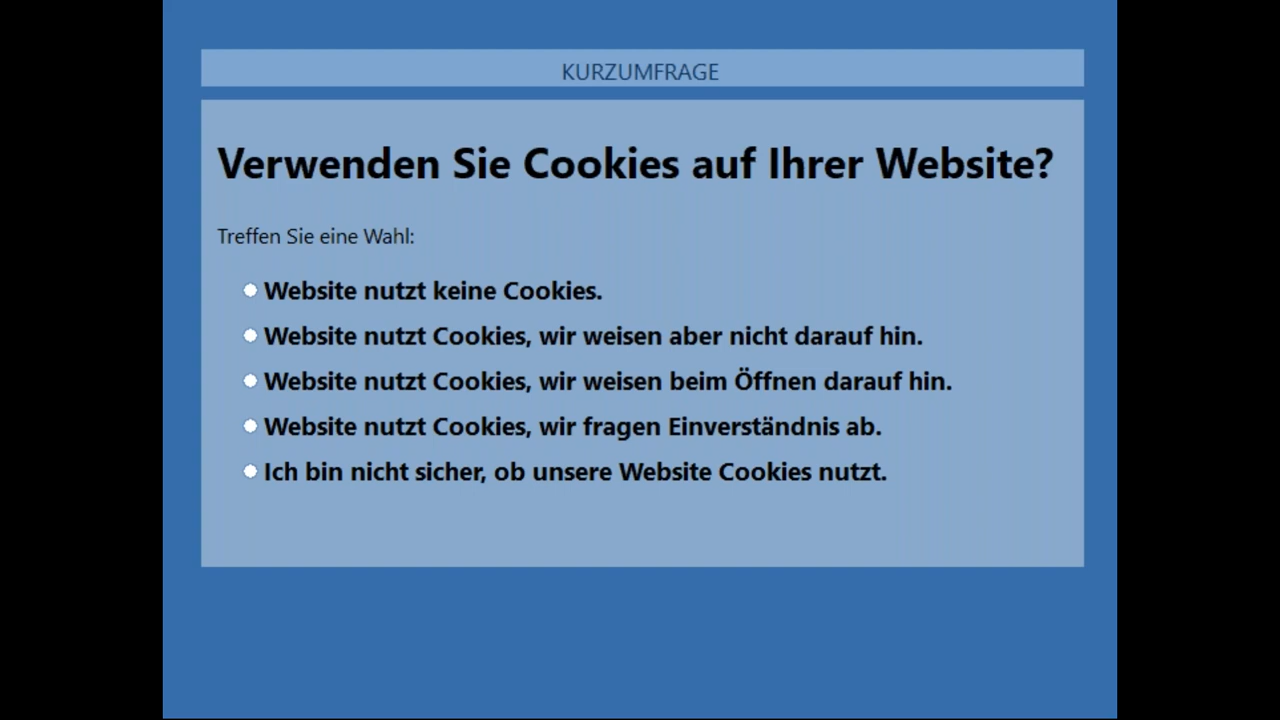 KURZUMFRAGE
Verwenden Sie Cookies auf Ihrer Website?
Treffen Sie eine Wahl:
Website nutzt keine Cookies.
Website nutzt Cookies, wir weisen aber nicht darauf hin.
Website nutzt Cookies, wir weisen beim Öffnen darauf hin.
Website nutzt Cookies, wir fragen Einverständnis ab.
Ich bin nicht sicher, ob unsere Website Cookies nutzt.